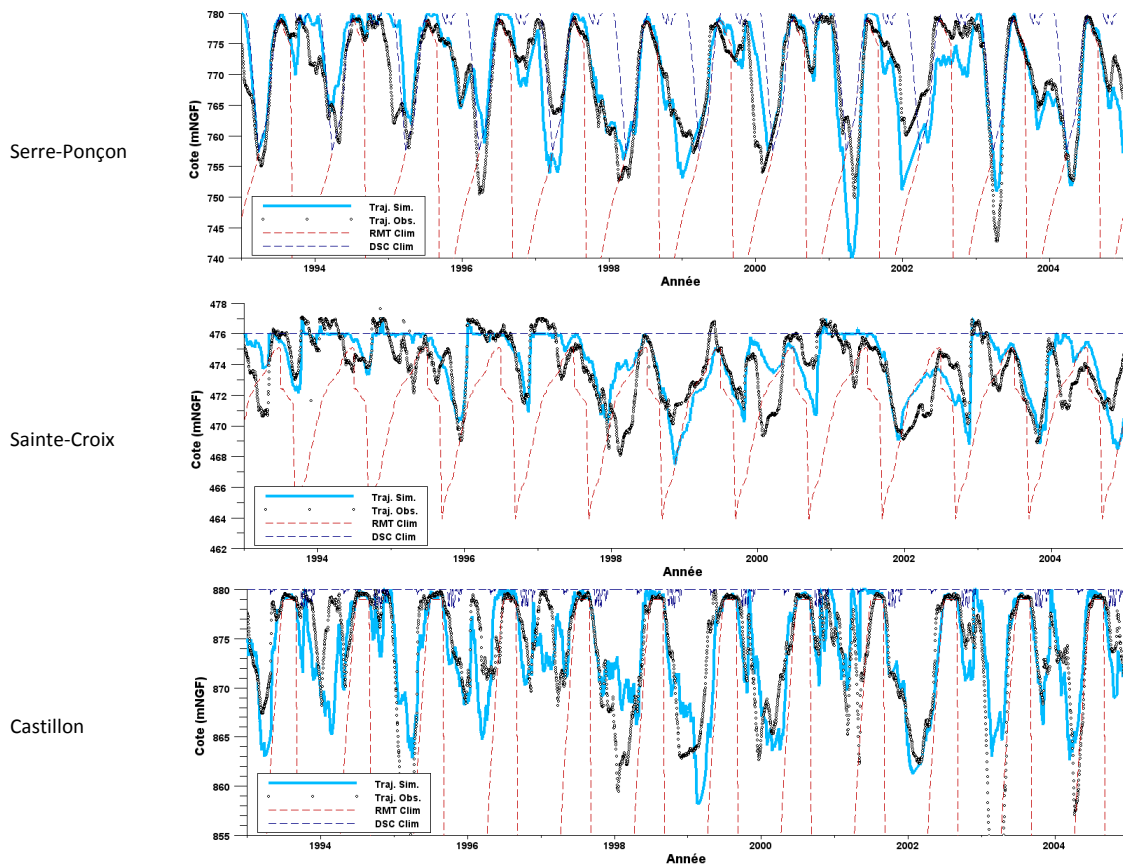 Serre-Ponçon
Cote (mNGF)
780
775
770
765
760
755
750
745
740
Traj. Sim.
Traj. Obs.
RMT Clim
DSC Clim
1994
1996
1998
2000
2002
2004
Année
Sainte-Croix
Cote (mNGF)
478
476
474
472
470
468
466
464
462
Traj. Sim.
Traj. Obs.
RMT Clim
DSC Clim
1994
1996
1998
2000
2002
2004
Année
Castillon
Cote (mNGF)
880
875
870
865
860
855
Traj. Sim.
Traj. Obs.
RMT Clim
DSC Clim
1994
1996
1998
2000
2002
2004
Année